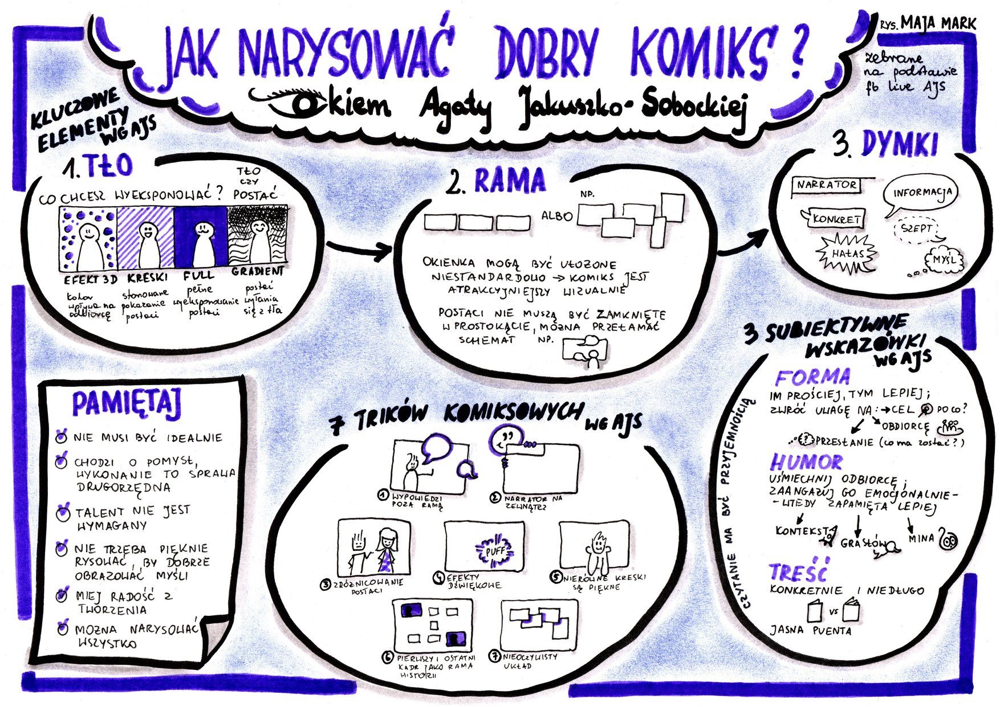 JAK NARYSOWAĆ DOBRY KOMIKS?
Okiem Agaty Jakuszko-Sobockiej
RYS. MAJA MARK
zebrane
na podstawie
fb live AJS
KLUCZOWE
ELEMENTY
WG AJS
1. TŁO
CO CHCESZ WYEKSPONOWAĆ?
TŁO
CZY
POSTAĆ
EFEKT 3D
kolor
wpływa na
odbiorcę
KRESKI
stonowane
pokazanie
postaci
FULL
pełne
wyeksponowanie
postaci
GRADIENT
postać
wyłania
się z tła
2. RAMA
ALBO
NP.
OKIENKA MOGĄ BYĆ UŁOZONE
NIESTANDARDOWO → KOMIKS JEST
ATRAKCYJNIEJSZY WIZUALNIE
POSTACI NIE MUSZĄ BYĆ ZAMKNIĘTE
W PROSTOKĄCIE, MOŻNA PRZEŁAMAĆ
SCHEMAT NP.
3. DYMKI
NARRATOR
INFORMACJA
KONKRET
SZEPT
HAŁAS
MYŚL
3 SUBIEKTYWNE
WSKAZÓWKI
WG AJS
FORMA
IM PROŚCIEJ, TYM LEPIEJ;
ZWRÓĆ UWAGĘ NA: → CEL PO CO?
OBDIORCĘ
? PRZESŁANIE (co ma zostać?)
HUMOR
UŚMIECHNIJ ODBIORCĘ;
ZAANGAŻUJ GO EMOCJONALNIE-
-WTEDY ZAPAMIĘTA LEPIEJ
KONTEKST
GRA SŁÓW
MINA
TREŚĆ
KONKRETNIE I NIEDŁUGO
VS
JASNA PUENTA
CZYTANIE MA BYĆ PRZYJEMNOŚCIĄ
PAMIĘTAJ
NIE MUSI BYĆ IDEALNIE
CHODZI O POMYSŁ,
WYKONANIE TO SPRAWA
DRUGORZĘDNA
TALENT NIE JEST
WYMAGANY
NIE TRZEBA PIĘKNIE
RYSOWAĆ, BY DOBRZE
OBRAZOWAĆ MYŚLI
MIEJ RADOŚĆ Z
TWORZENIA
MOŻNA NARYSOWAĆ
WSZYSTKO
7 TRIKÓW KOMIKSOWYCH WG AJS
1 WYPOWIEDZI
POZA RAMĄ
2 NARRATOR NA
ZEWNĄTRZ
3 ZRÓŻNICOWANIE
POSTACI
PUFF
4 EFEKTY
DŹWIĘKOWE
5 NIERÓWNE KRESKI
SĄ PIĘKNE
6 PIERWSZY I OSTATNI
KADR JAKO RAMA
HISTORII
7 NIEOCZYWISTY
UKŁAD